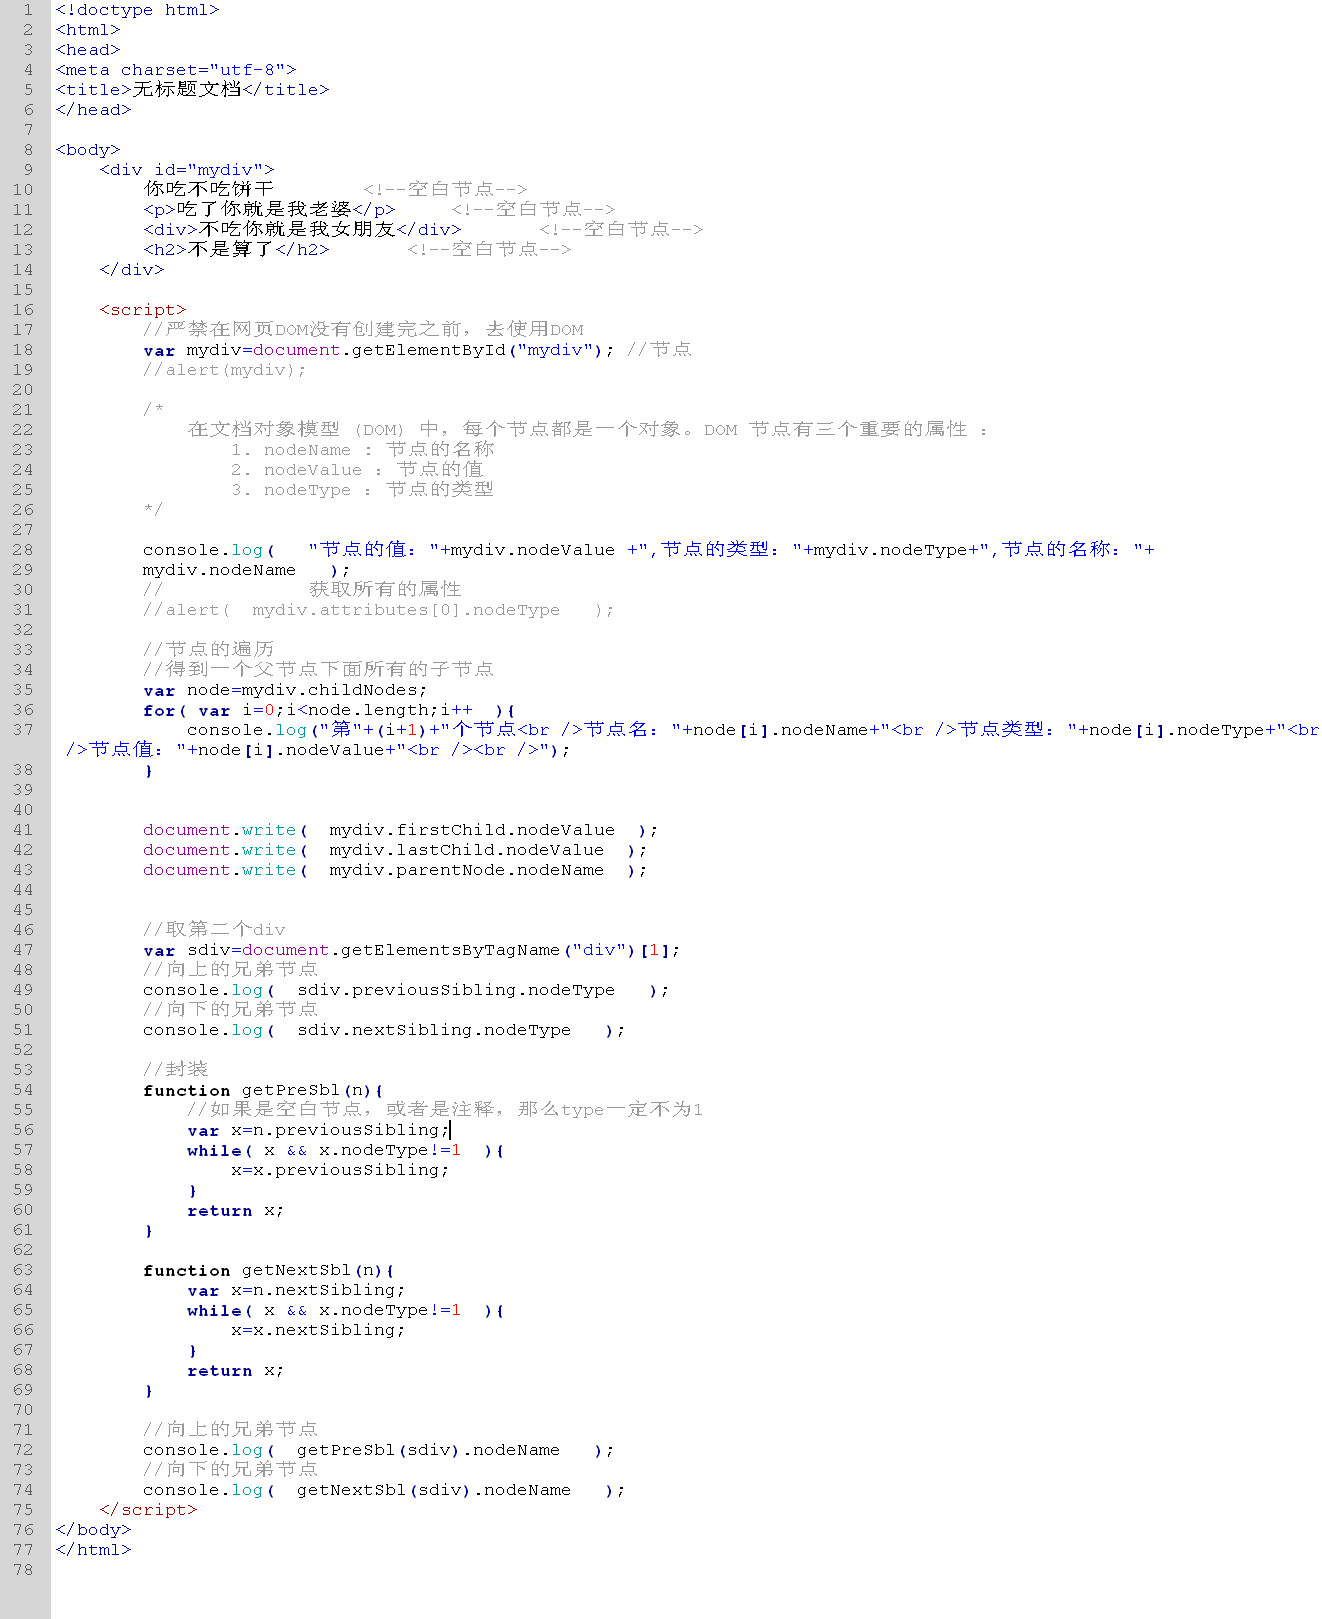 1 <!doctype html>
2 <html>
3 <head>
4 <meta charset="utf-8">
5 <title>无标题文档</title>
6 </head>
7
8 <body>
9 <div id="mydiv">
10 你吃不吃饼干 <!--空白节点-->
11 <p>吃了你就是我老婆</p> <!--空白节点-->
12 <div>不吃你就是我女朋友</div> <!--空白节点-->
13 <h2>不是算了</h2> <!--空白节点-->
14 </div>
15
16 <script>
17 //严禁在网页DOM没有创建完之前，去使用DOM
18 var mydiv=document.getElementById("mydiv"); //节点
19 //alert(mydiv);
20
21 /*
22 在文档对象模型 (DOM) 中，每个节点都是一个对象。DOM 节点有三个重要的属性 ：
23 1. nodeName : 节点的名称
24 2. nodeValue ：节点的值
25 3. nodeType ：节点的类型
26 */
27
28 console.log( "节点的值："+mydiv.nodeValue +",节点的类型："+mydiv.nodeType+",节点的名称："+
29 mydiv.nodeName );
30 // 获取所有的属性
31 //alert( mydiv.attributes[0].nodeType );
32
33 //节点的遍历
34 //得到一个父节点下面所有的子节点
35 var node=mydiv.childNodes;
36 for( var i=0;i<node.length;i++ ){
37 console.log("第"+(i+1)+"个节点<br />节点名："+node[i].nodeName+"<br />节点类型："+node[i].nodeType+"<br
/>节点值："+node[i].nodeValue+"<br /><br />");
38 }
39
40
41 document.write( mydiv.firstChild.nodeValue );
42 document.write( mydiv.lastChild.nodeValue );
43 document.write( mydiv.parentNode.nodeName );
44
45
46 //取第二个div
47 var sdiv=document.getElementsByTagName("div")[1];
48 //向上的兄弟节点
49 console.log( sdiv.previousSibling.nodeType );
50 //向下的兄弟节点
51 console.log( sdiv.nextSibling.nodeType );
52
53 //封装
54 function getPreSbl(n){
55 //如果是空白节点，或者是注释，那么type一定不为1
56 var x=n.previousSibling;
57 while( x && x.nodeType!=1 ){
58 x=x.previousSibling;
59 }
60 return x;
61 }
62
63 function getNextSbl(n){
64 var x=n.nextSibling;
65 while( x && x.nodeType!=1 ){
66 x=x.nextSibling;
67 }
68 return x;
69 }
70
71 //向上的兄弟节点
72 console.log( getPreSbl(sdiv).nodeName );
73 //向下的兄弟节点
74 console.log( getNextSbl(sdiv).nodeName );
75 </script>
76 </body>
77 </html>
78